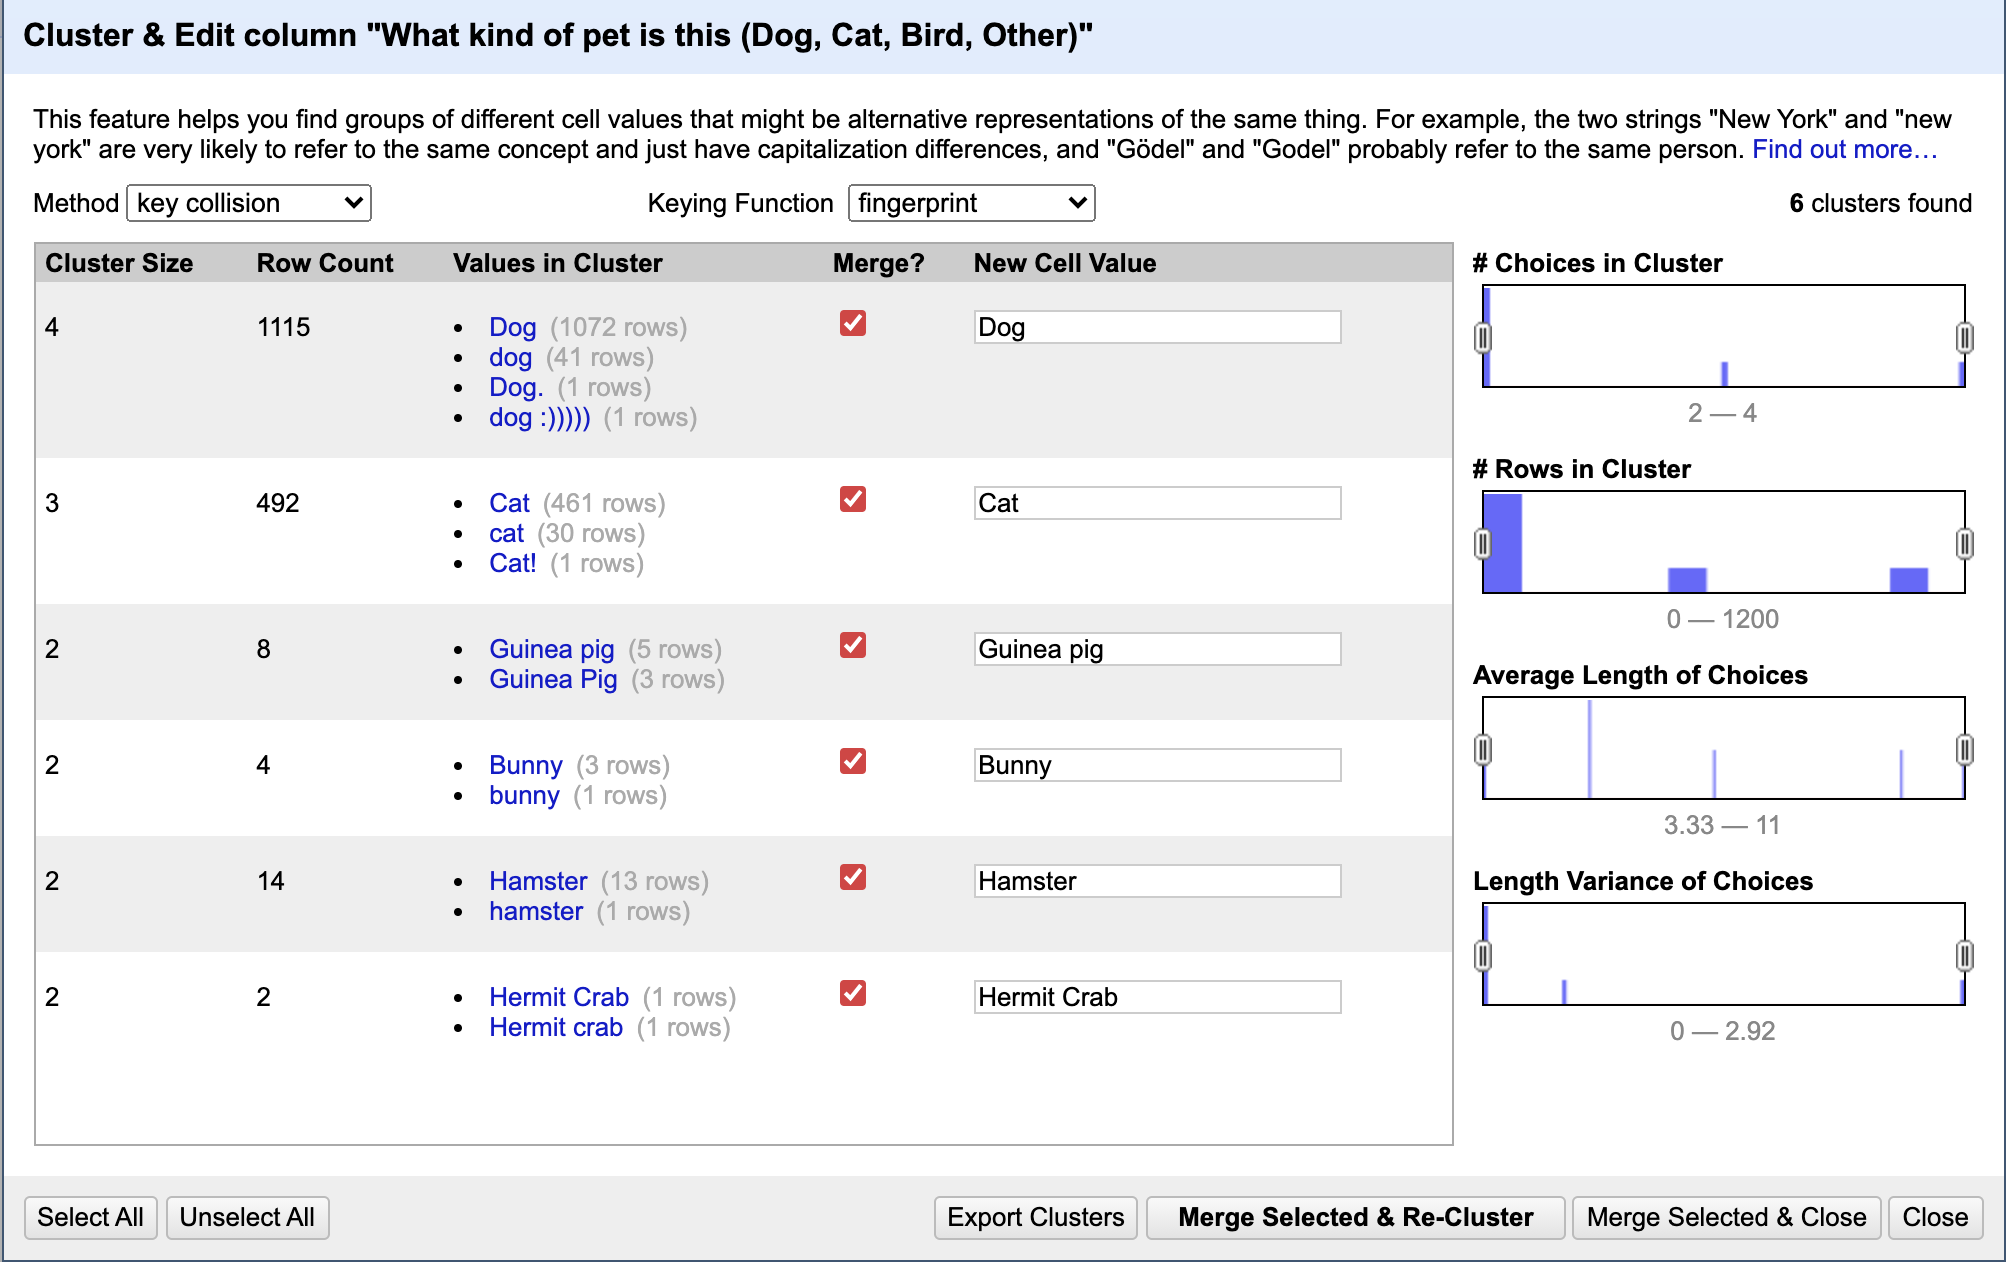 Cluster & Edit column "What kind of pet is this (Dog, Cat, Bird, Other)"
This feature helps you find groups of different cell values that might be alternative representations of the same thing. For example, the two strings "New York" and "new
york" are very likely to refer to the same concept and just have capitalization differences, and "Gödel" and "Godel" probably refer to the same person. Find out more…
Method key collision Keying Function fingerprint 6 clusters found
Cluster Size Row Count Values in Cluster Merge? New Cell Value
4 1115 • Dog (1072 rows) Dog
• dog (41 rows)
• Dog. (1 rows)
• dog :))))) (1 rows)
3 492 • Cat (461 rows) Cat
• cat (30 rows)
• Cat! (1 rows)
2 8 • Guinea pig (5 rows) Guinea pig
• Guinea Pig (3 rows)
2 4 • Bunny (3 rows) Bunny
• bunny (1 rows)
2 14 • Hamster (13 rows) Hamster
• hamster (1 rows)
2 2 • Hermit Crab (1 rows) Hermit Crab
• Hermit crab (1 rows)
# Choices in Cluster
2 — 4
# Rows in Cluster
0 — 1200
Average Length of Choices
3.33 — 11
Length Variance of Choices
0 — 2.92
Select All Unselect All Export Clusters Merge Selected & Re-Cluster Merge Selected & Close Close